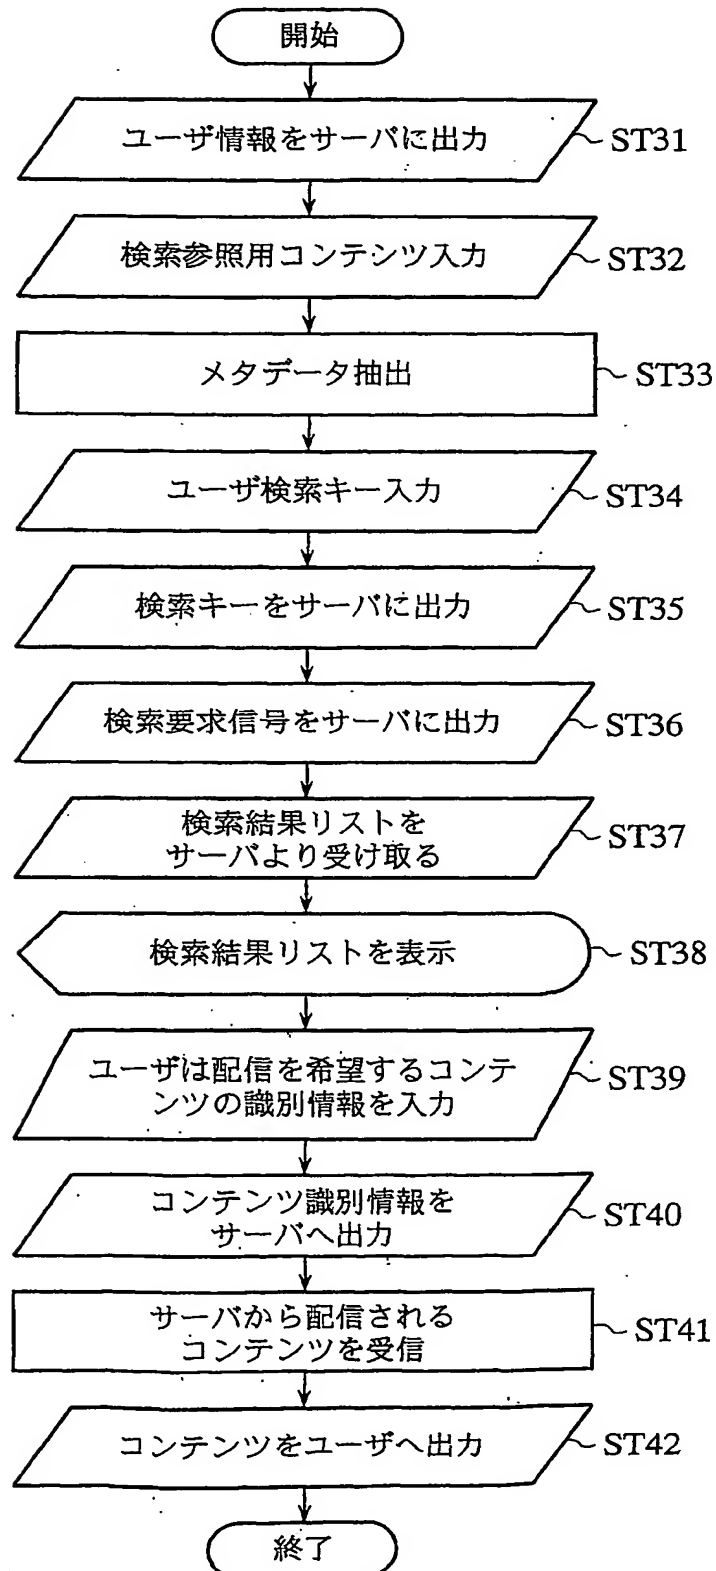 開始
ユーザ情報をサーバに出力 ST31
検索参照用コンテンツ入力 ST32
メタデータ抽出 ST33
ユーザ検索キー入力 ST34
検索キーをサーバに出力 ST35
検索要求信号をサーバに出力 ST36
検索結果リストを
サーバより受け取る ST37
検索結果リストを表示 ST38
ユーザは配信を希望するコンテ
ンツの識別情報を入力 ST39
コンテンツ識別情報を
サーバへ出力 ST40
サーバから配信される
コンテンツを受信 ST41
コンテンツをユーザへ出力 ST42
終了